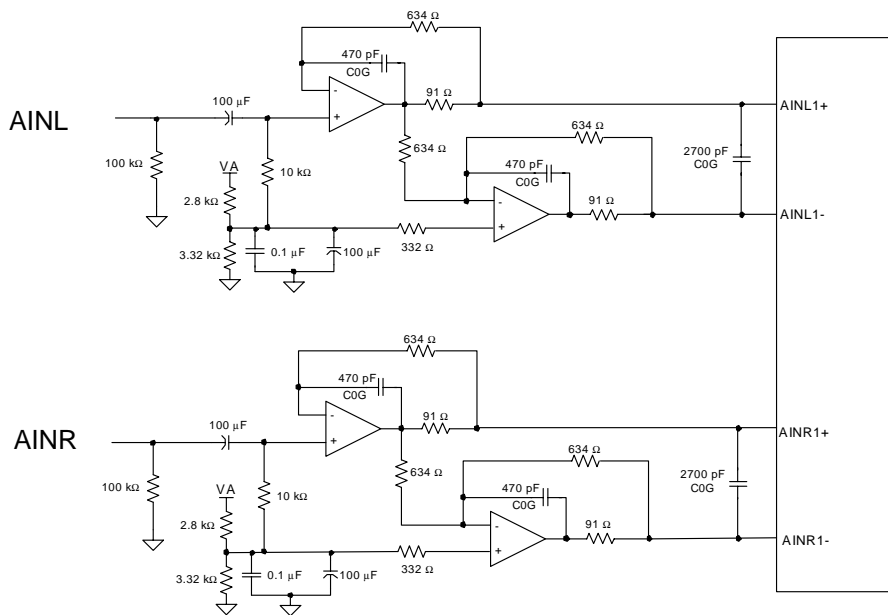 634 Ω
470 pF
C0G
91 Ω
AINL
100 µF
AINL1+
634 Ω
634 Ω
470 pF
C0G
2700 pF
C0G
100 kΩ
VA
10 kΩ
2.8 kΩ
91 Ω
AINL1-
332 Ω
3.32 kΩ
0.1 µF
100 µF
634 Ω
470 pF
C0G
91 Ω
AINR
100 µF
AINR1+
634 Ω
634 Ω
470 pF
C0G
2700 pF
C0G
100 kΩ
VA
10 kΩ
2.8 kΩ
91 Ω
AINR1-
332 Ω
3.32 kΩ
0.1 µF
100 µF